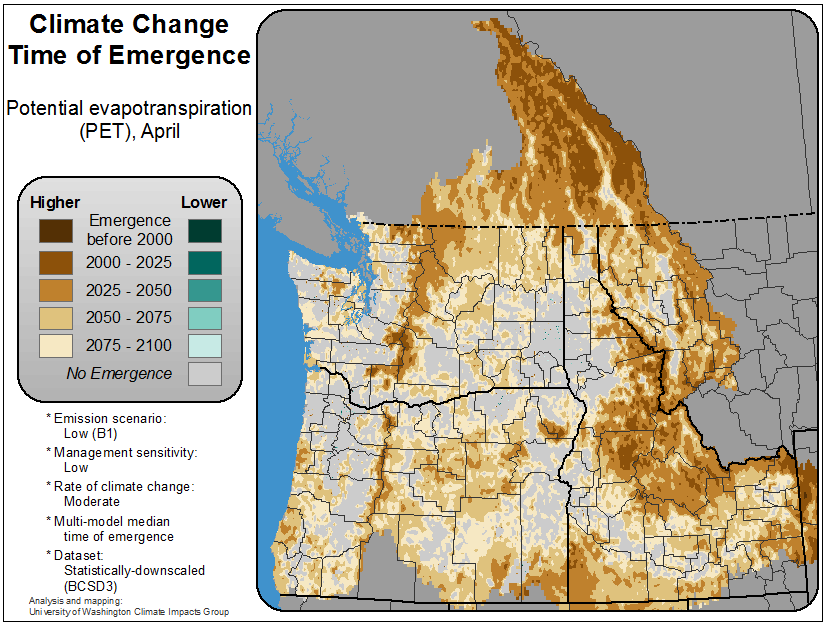 Climate Change
Time of Emergence
Potential evapotranspiration
(PET), April
Higher Lower
Emergence
before 2000
2000 - 2025
2025 - 2050
2050 - 2075
2075 - 2100
No Emergence
* Emission scenario:
Low (B1)
* Management sensitivity:
Low
* Rate of climate change:
Moderate
* Multi-model median
time of emergence
* Dataset:
Statistically-downscaled
(BCSD3)
Analysis and mapping:
University of Washington Climate Impacts Group